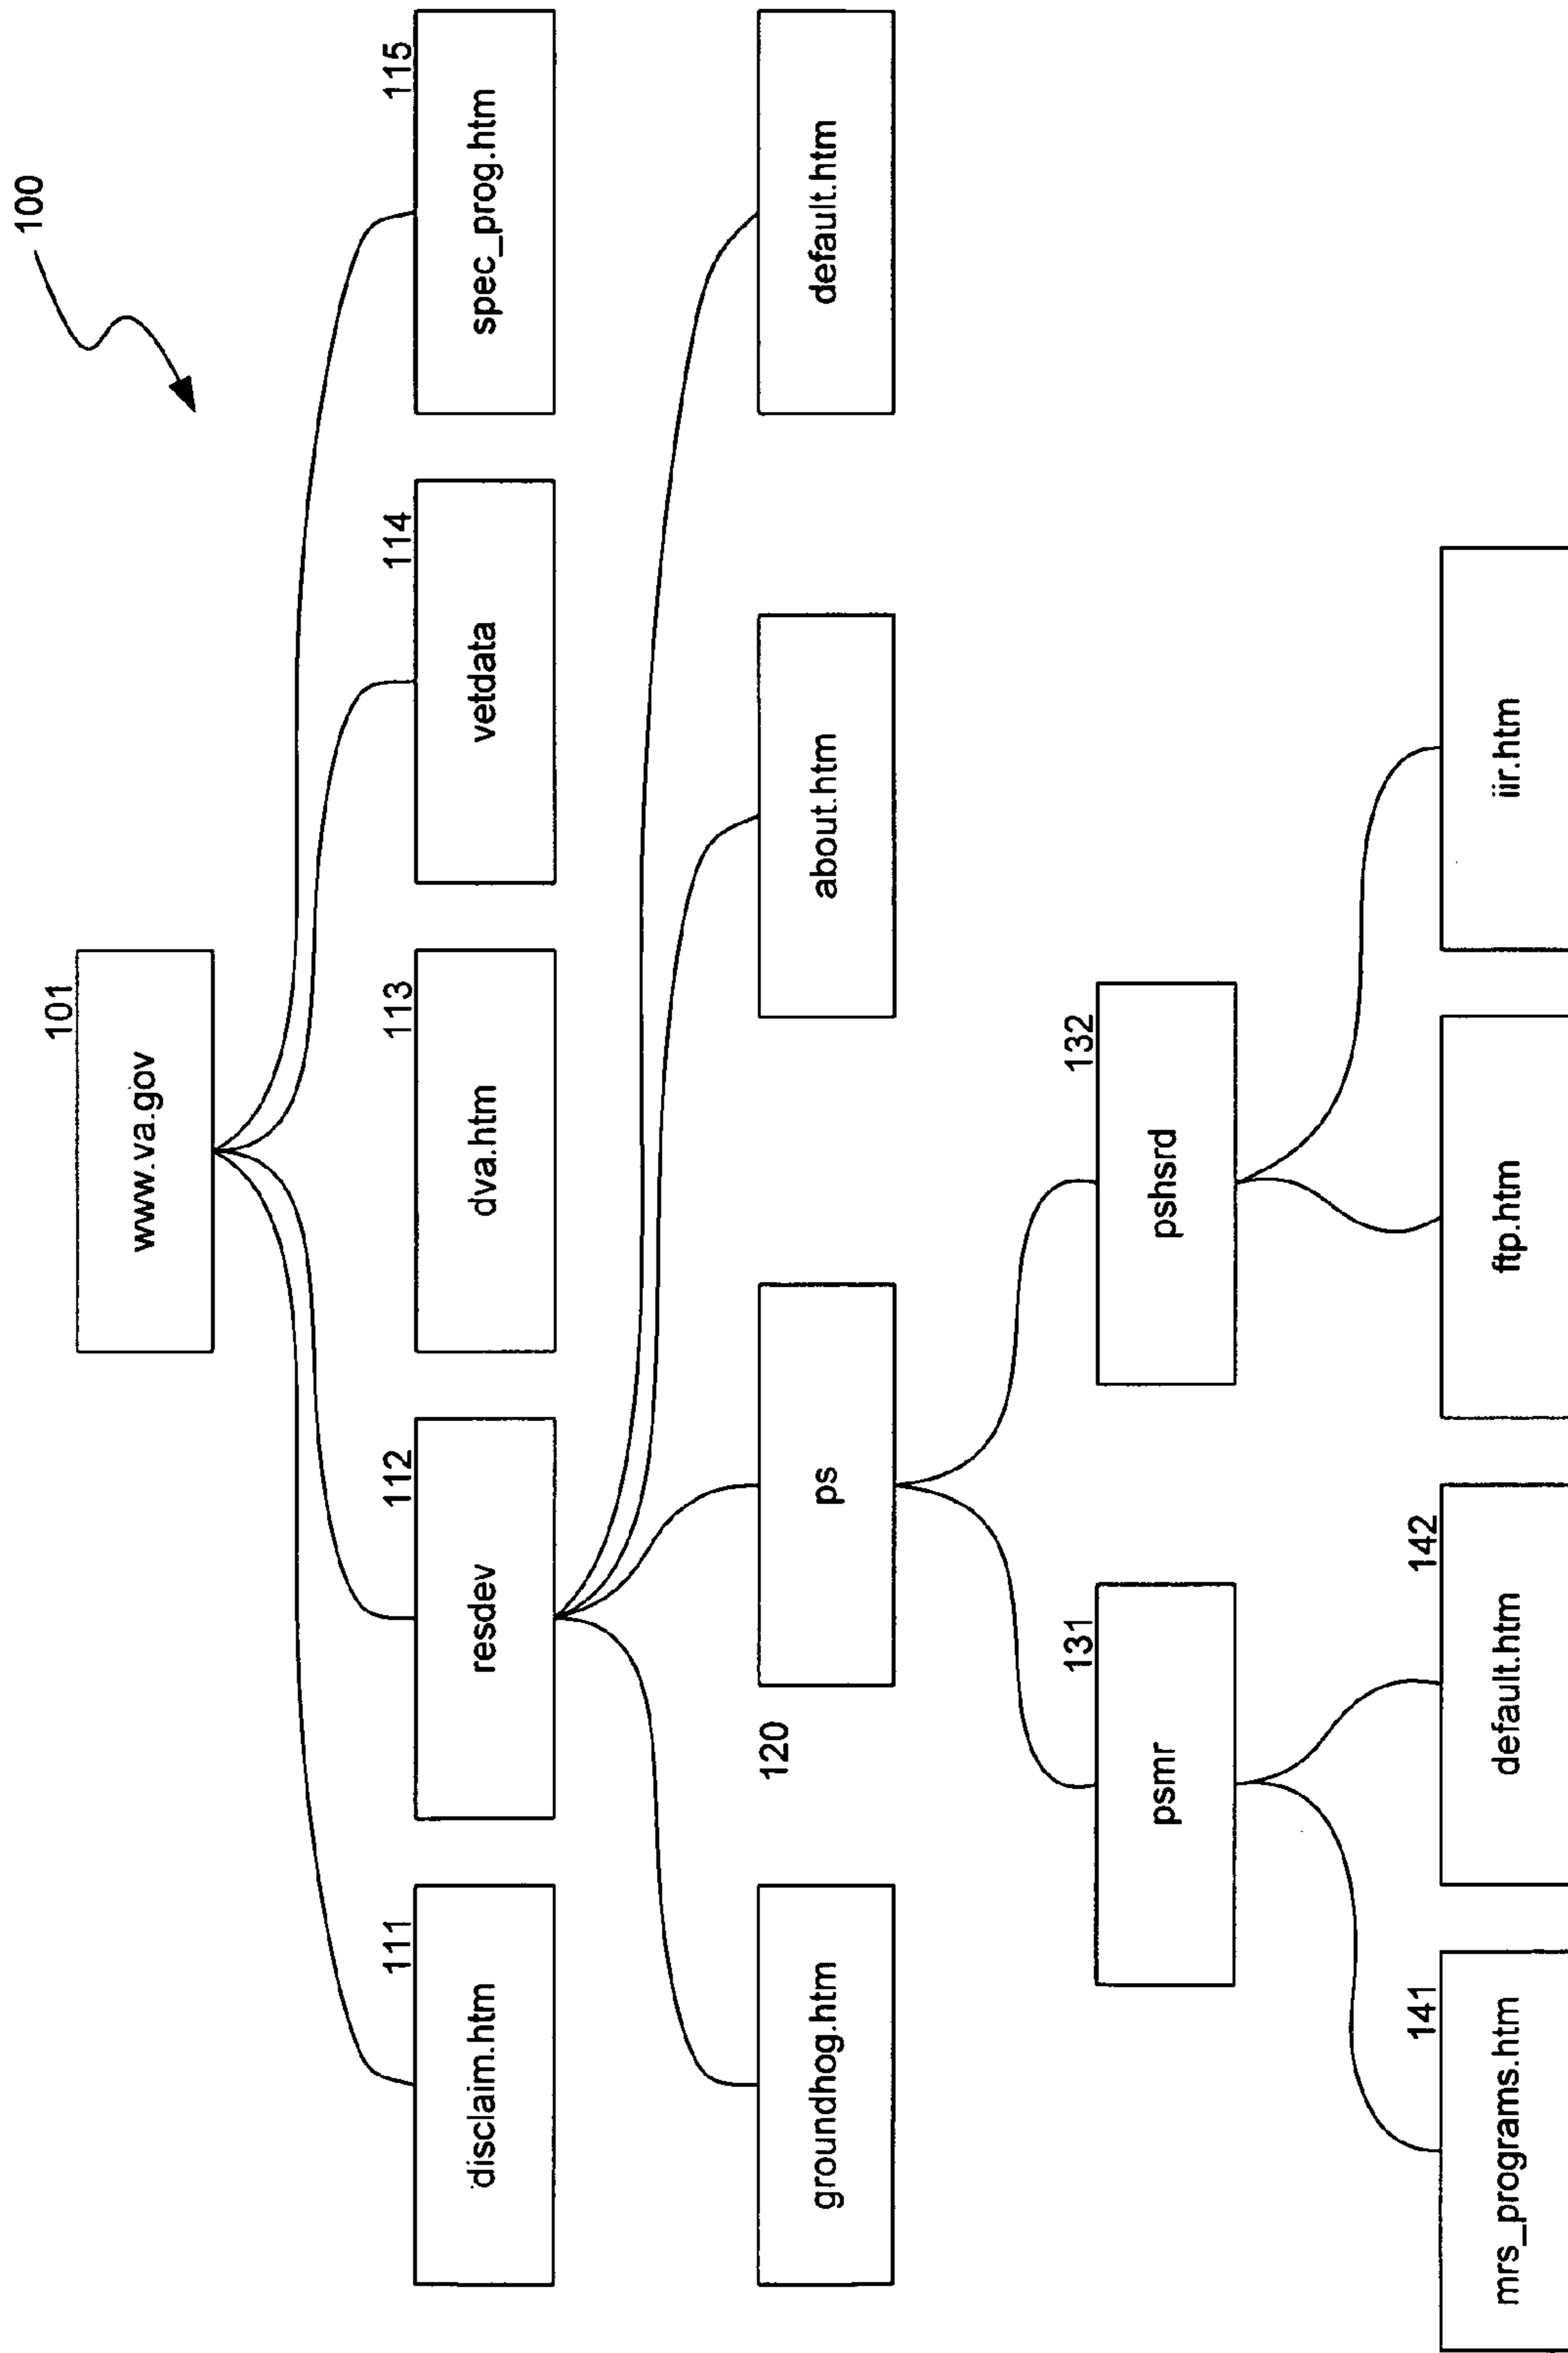 100
101
www.va.gov
111
112
113
114
115
disclaim.htm
resdev
dva.htm
vetdata
spec_prog.htm
120
groundhog.htm
ps
about.htm
default.htm
131
132
psmr
pshsrd
141
142
mrs_programs.htm
default.htm
ftp.htm
iir.htm